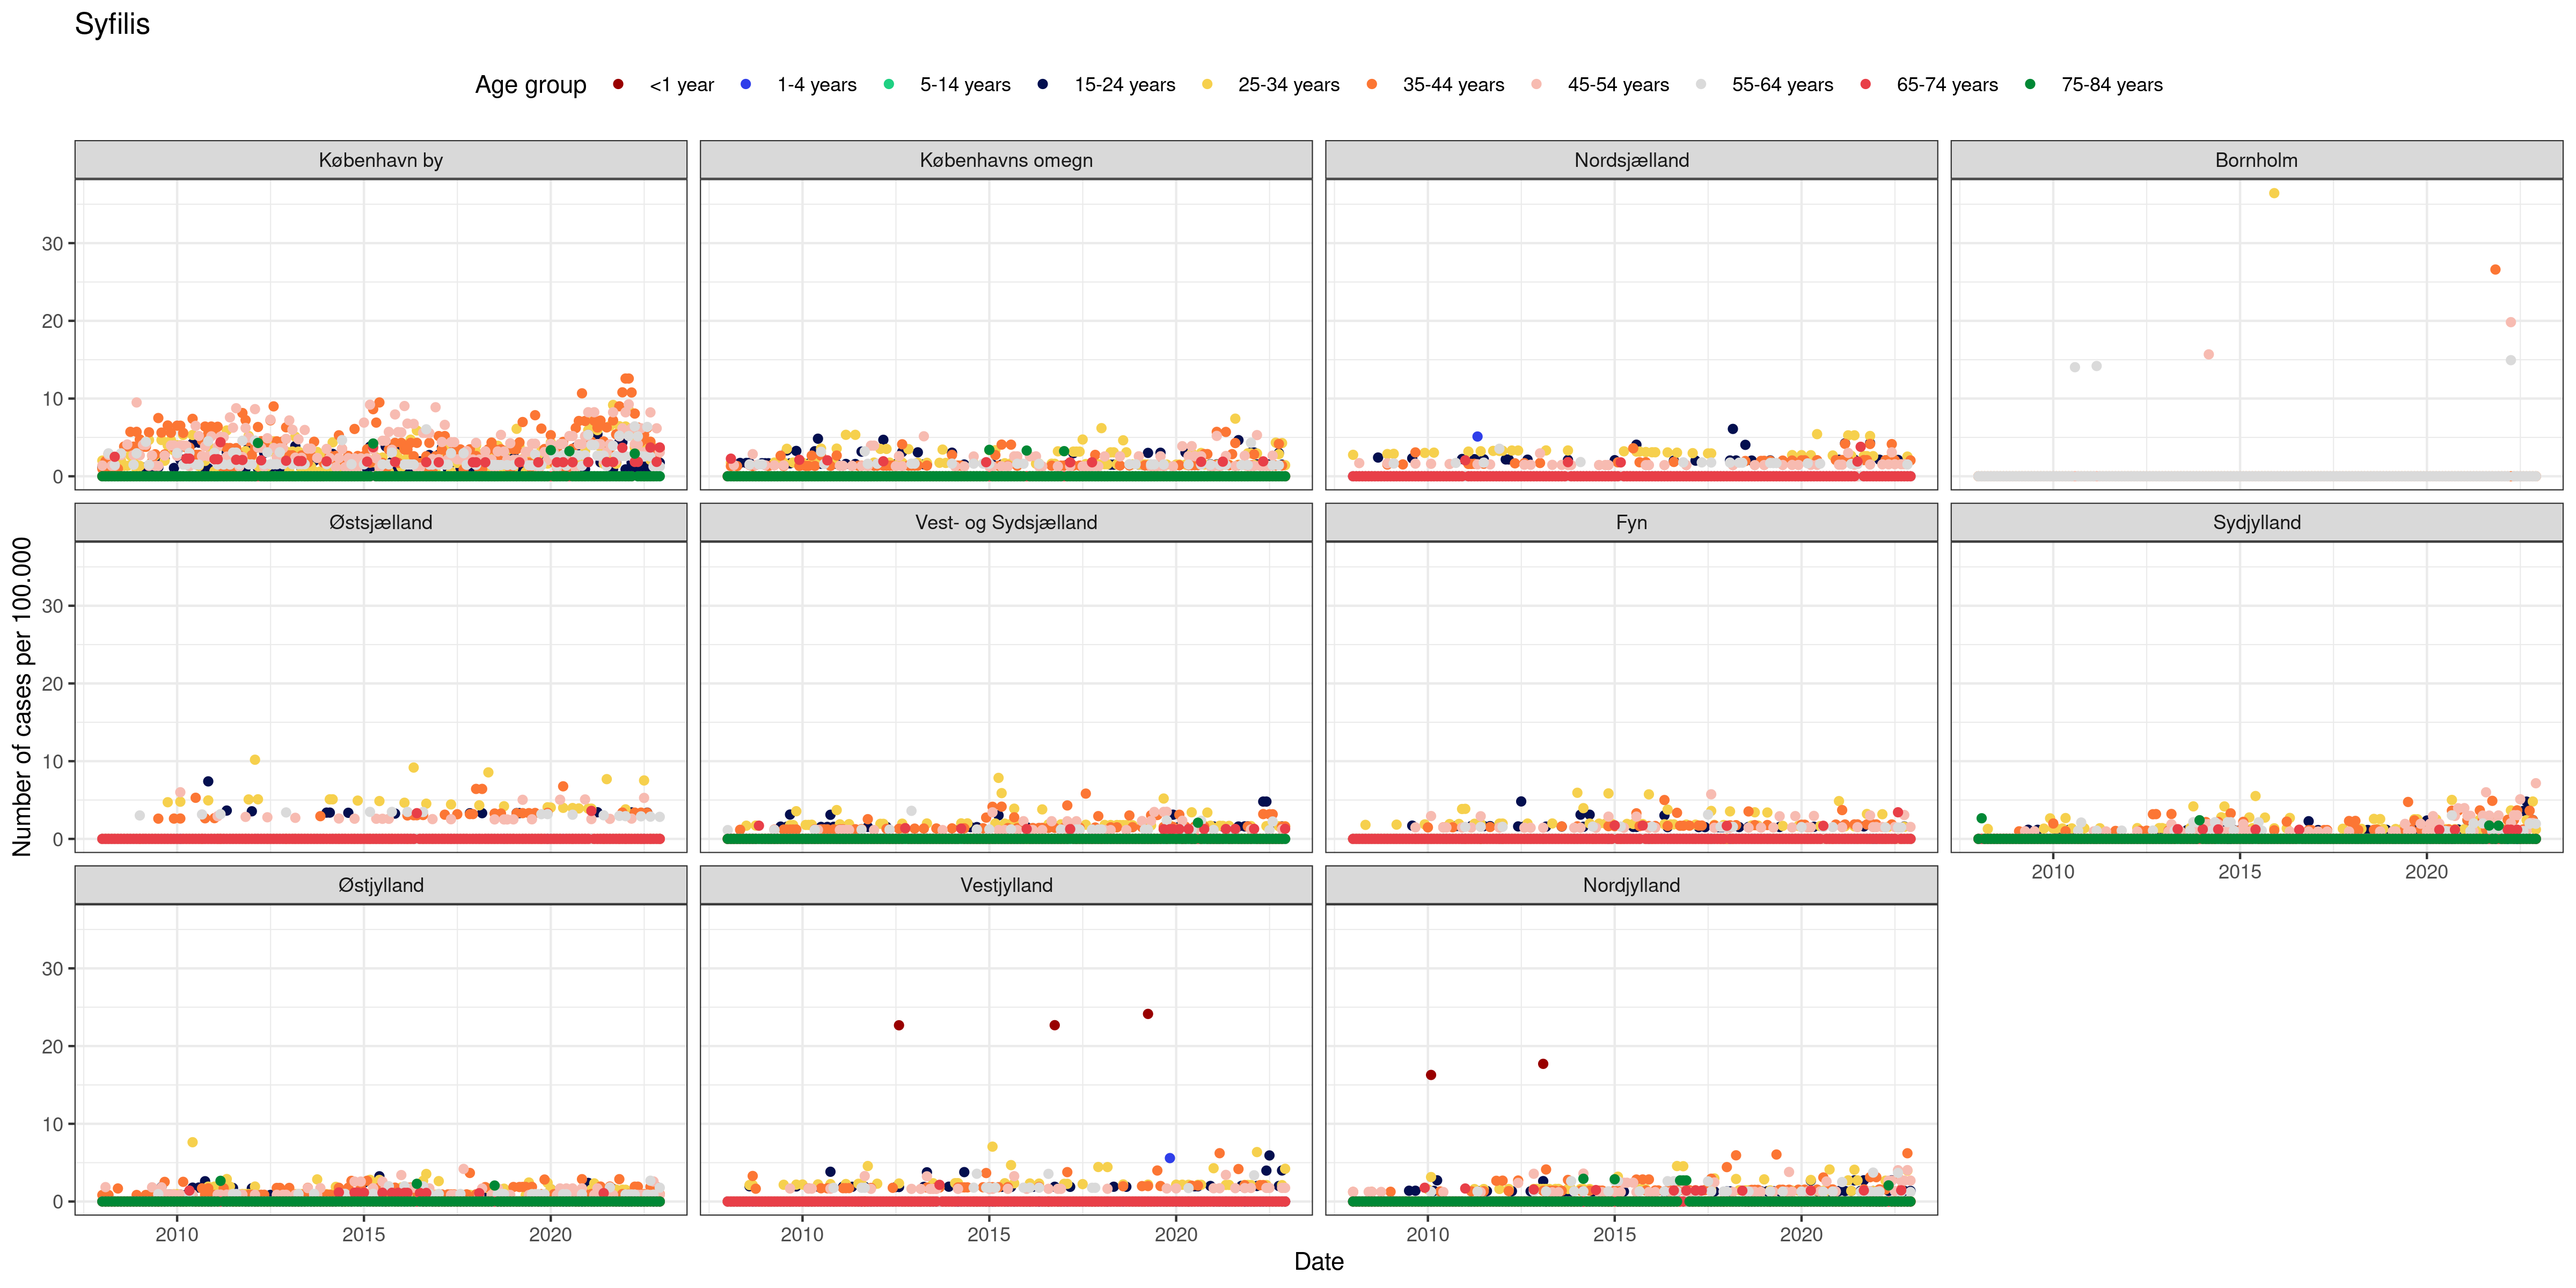 Syfilis
Age group <1 year 1-4 years 5-14 years 15-24 years 25-34 years 35-44 years 45-54 years 55-64 years 65-74 years 75-84 years
København by Københavns omegn Nordsjælland Bornholm
30
20
10
0
Østsjælland Vest- og Sydsjælland Fyn Sydjylland
30
20
10
0
2010 2015 2020
Østjylland Vestjylland Nordjylland
30
20
10
0
2010 2015 2020 2010 2015 2020 2010 2015 2020
Number of cases per 100.000
Date